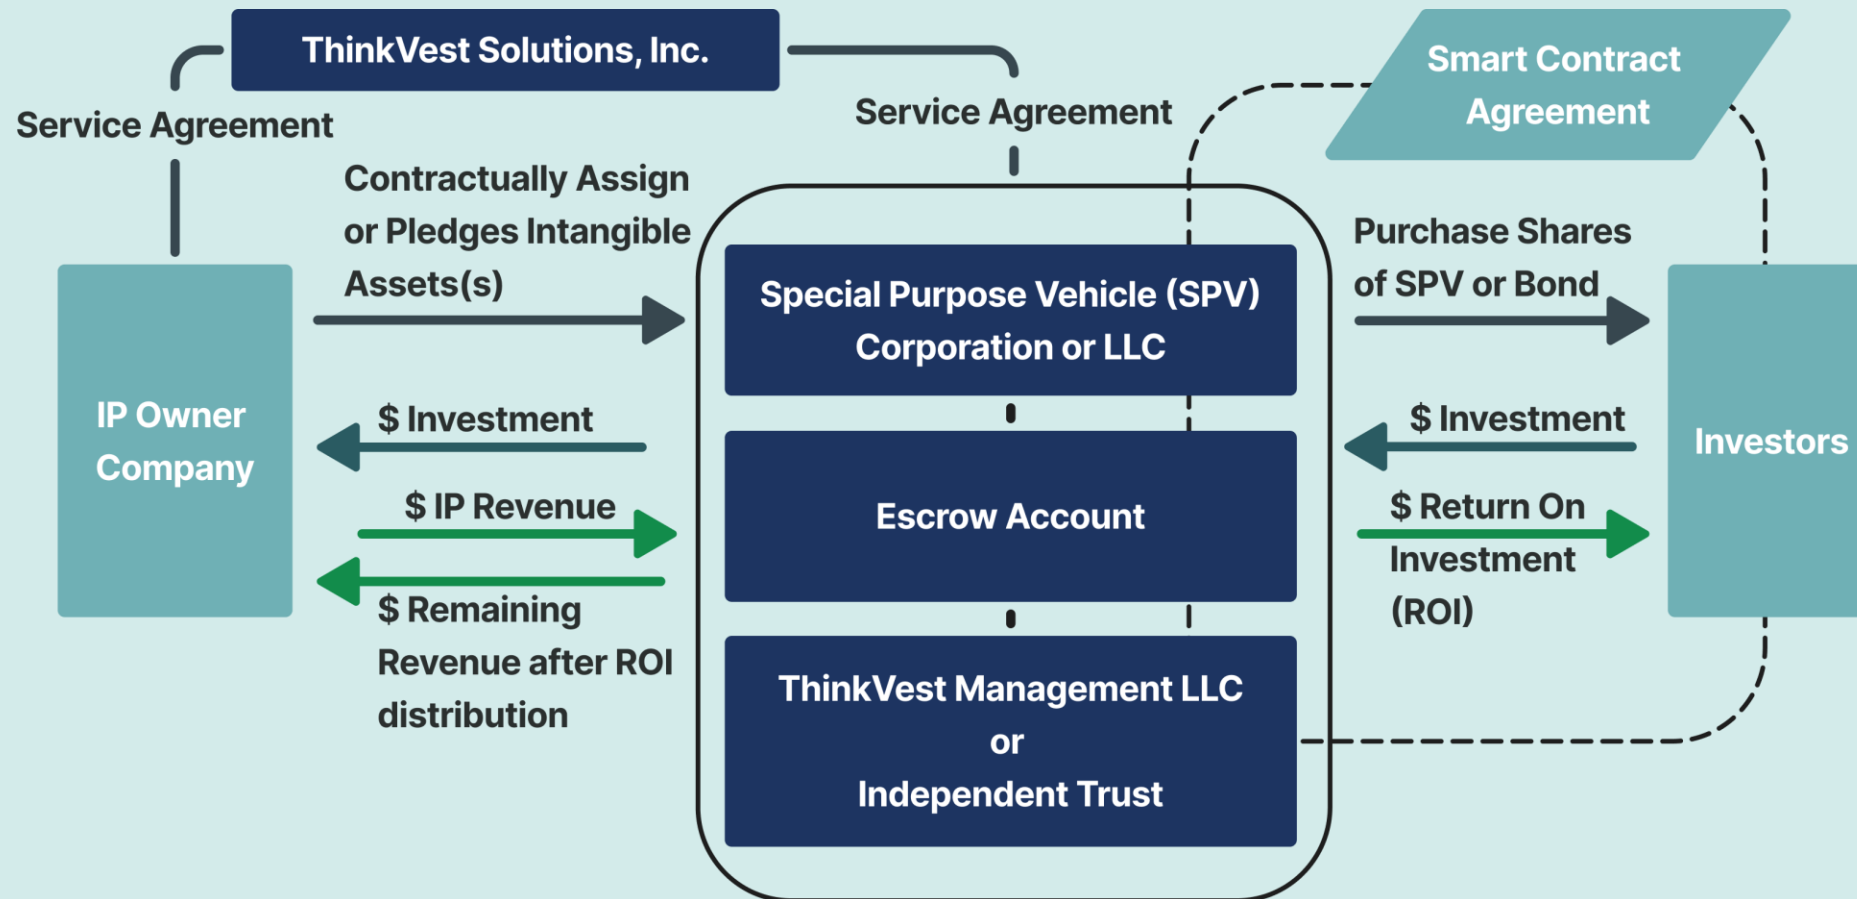 ThinkVest Solutions, Inc.
Smart Contract
Agreement
Service Agreement
Service Agreement
Contractually Assign
or Pledges Intangible
Assets(s)
Special Purpose Vehicle (SPV)
Corporation or LLC
Purchase Shares
of SPV or Bond
IP Owner
Company
$ Investment
$ IP Revenue
$ Remaining
Revenue after ROI
distribution
Escrow Account
$ Investment
$ Return On
Investment
(ROI)
Investors
ThinkVest Management LLC
or
Independent Trust